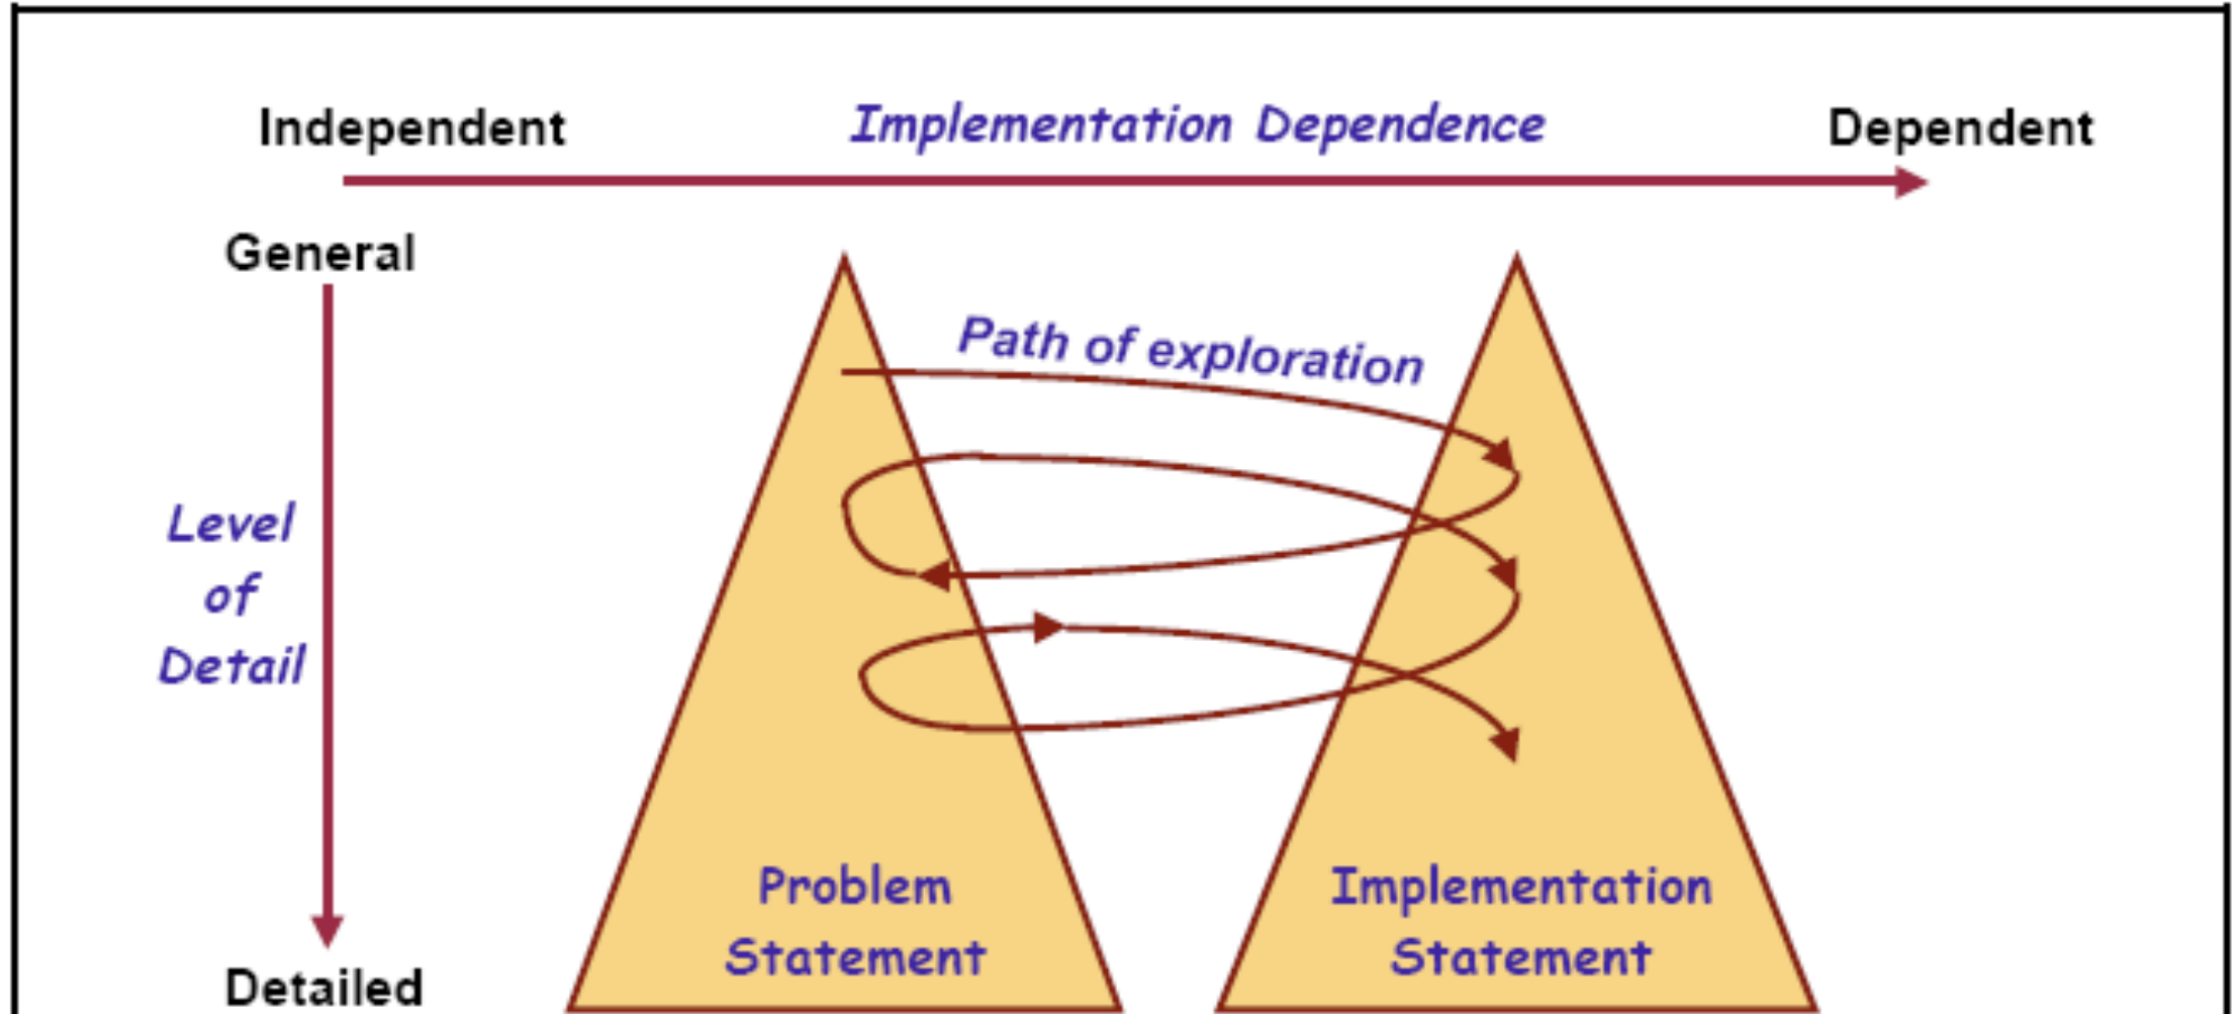 Independent
Implementation Dependence
Dependent
General
Path of exploration
Level
of
Detail
Problem
Statement
Implementation
Statement
Detailed